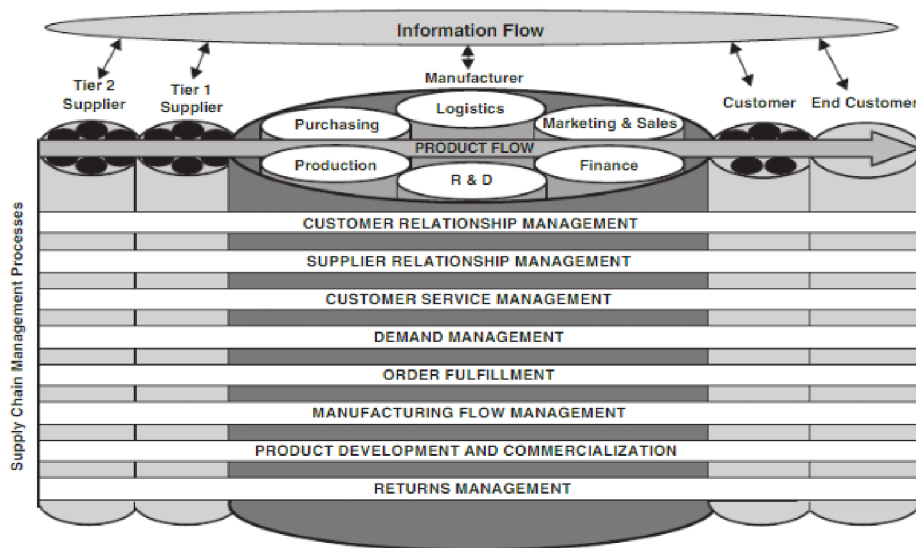 Information Flow
Tier 2
Supplier
Tier 1
Supplier
Manufacturer
Customer
End Customer
Logistics
Purchasing
Marketing & Sales
PRODUCT FLOW
Production
R & D
Finance
Supply Chain Management Processes
CUSTOMER RELATIONSHIP MANAGEMENT
SUPPLIER RELATIONSHIP MANAGEMENT
CUSTOMER SERVICE MANAGEMENT
DEMAND MANAGEMENT
ORDER FULFILLMENT
MANUFACTURING FLOW MANAGEMENT
PRODUCT DEVELOPMENT AND COMMERCIALIZATION
RETURNS MANAGEMENT